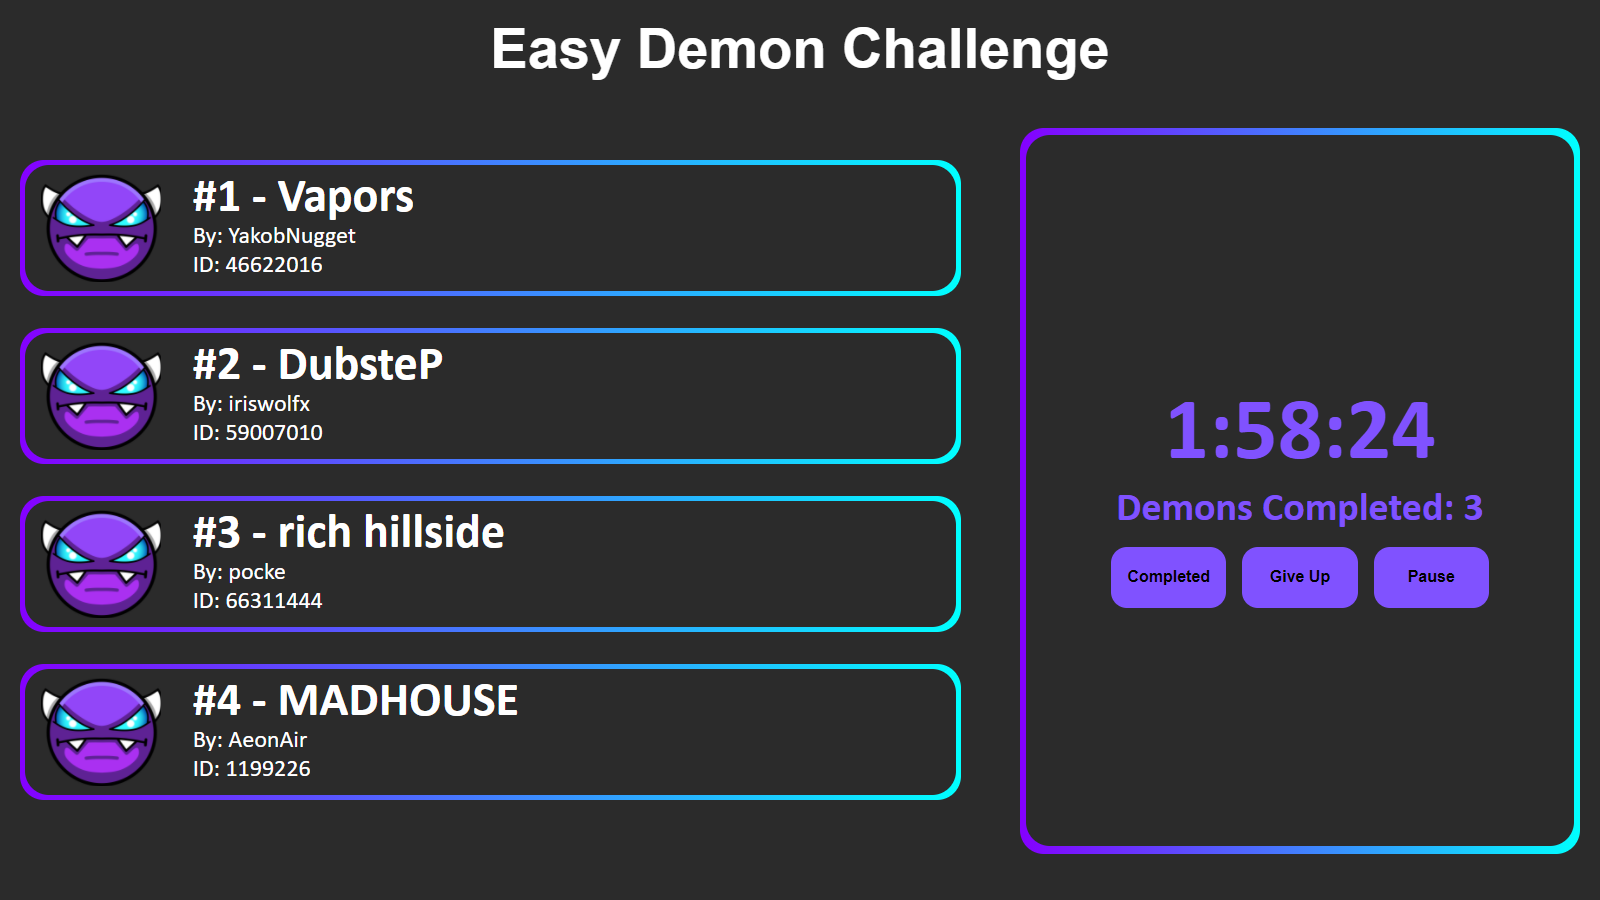 Easy Demon Challenge
#1 - Vapors
By: YakobNugget
ID: 46622016
#2 - DubsteP
By: iriswolfx
ID: 59007010
#3 - rich hillside
By: pocke
ID: 66311444
#4 - MADHOUSE
By: AeonAir
ID: 1199226
1:58:24
Demons Completed: 3
Completed
Give Up
Pause